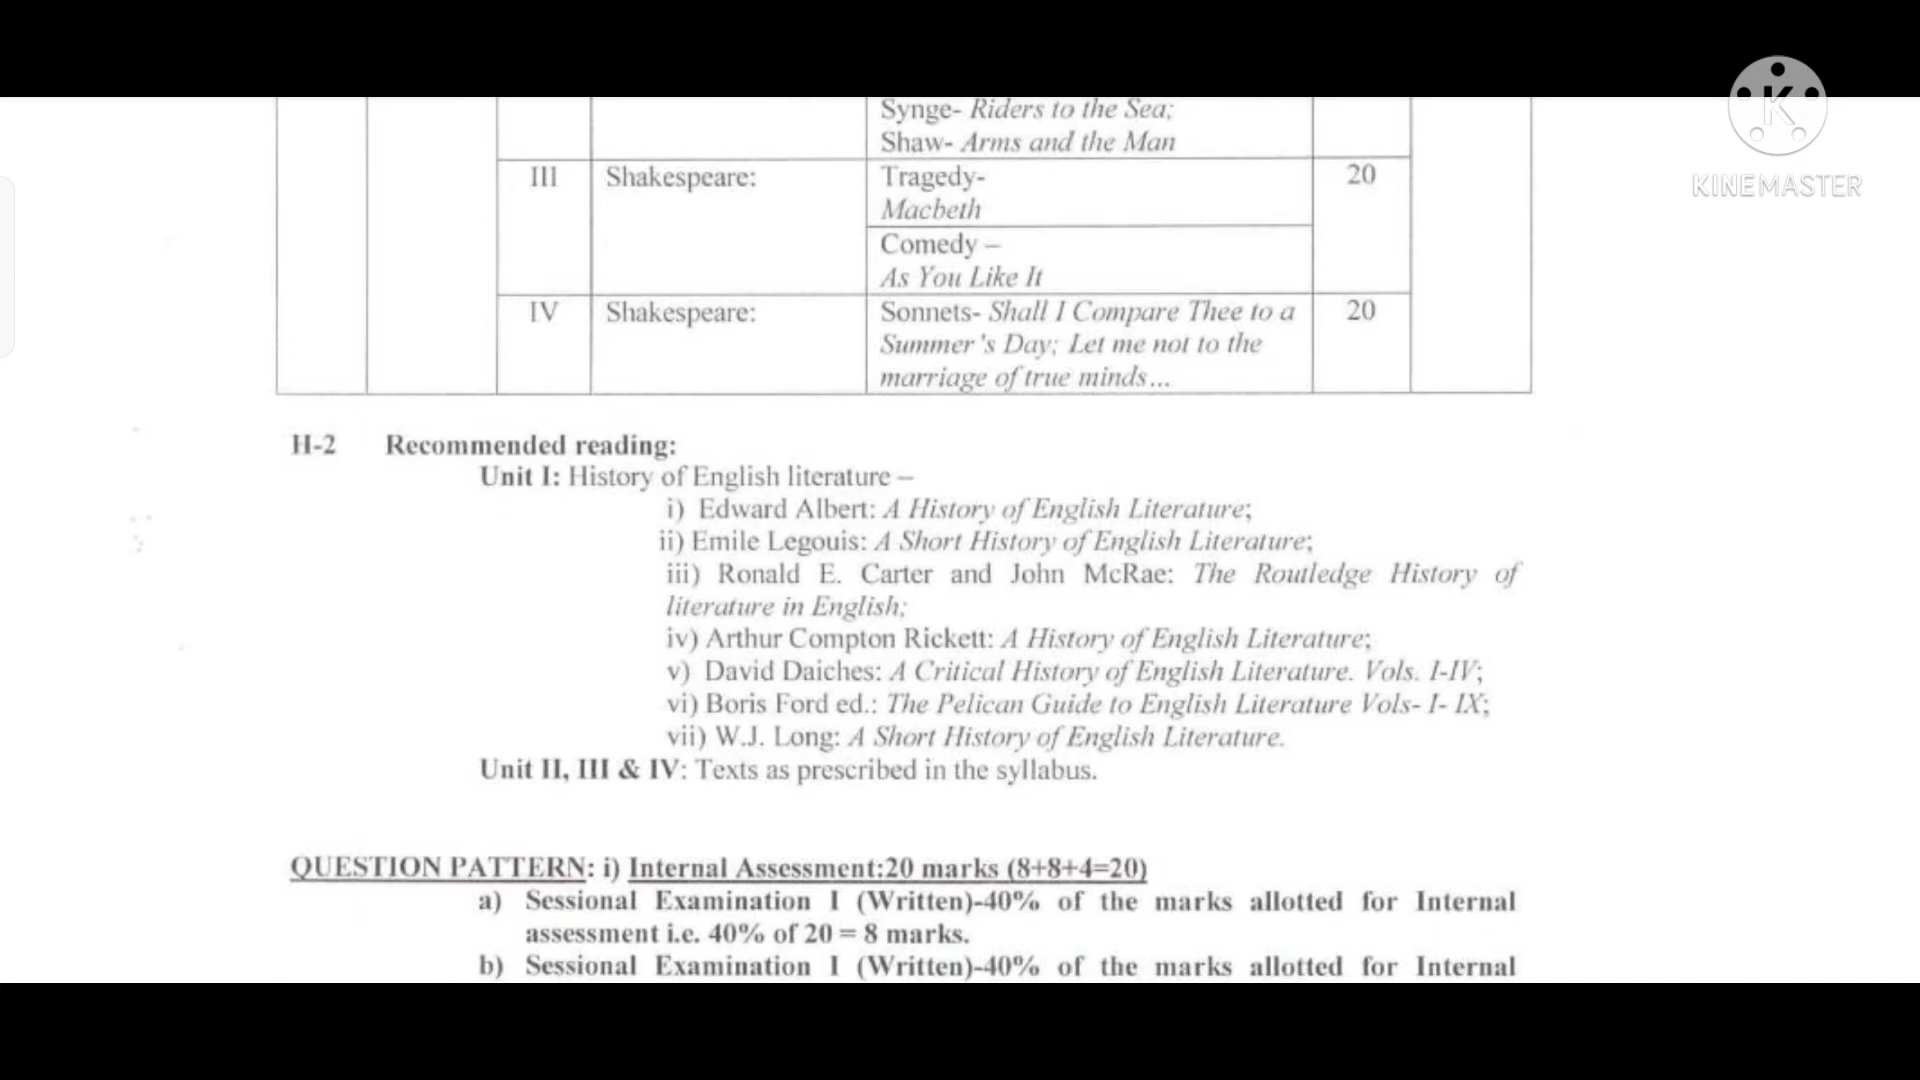 Synge- Riders to the Sea;
Shaw- Arms and the Man
III Shakespeare: Tragedy- 20
Macbeth
Comedy –
As You Like It
IV Shakespeare: Sonnets- Shall I Compare Thee to a 20
Summer's Day; Let me not to the
marriage of true minds...
H-2 Recommended reading:
Unit I: History of English literature –
i) Edward Albert: A History of English Literature;
ii) Emile Legouis: A Short History of English Literature;
iii) Ronald E. Carter and John McRae: The Routledge History of
literature in English;
iv) Arthur Compton Rickett: A History of English Literature;
v) David Daiches: A Critical History of English Literature. Vols. I-IV;
vi) Boris Ford ed.: The Pelican Guide to English Literature Vols- I- IX;
vii) W.J. Long: A Short History of English Literature.
Unit II, III & IV: Texts as prescribed in the syllabus.
QUESTION PATTERN: i) Internal Assessment:20 marks (8+8+4=20)
a) Sessional Examination I (Written)-40% of the marks allotted for Internal
assessment i.e. 40% of 20 = 8 marks.
b) Sessional Examination I (Written)-40% of the marks allotted for Internal
K
KINEMASTER